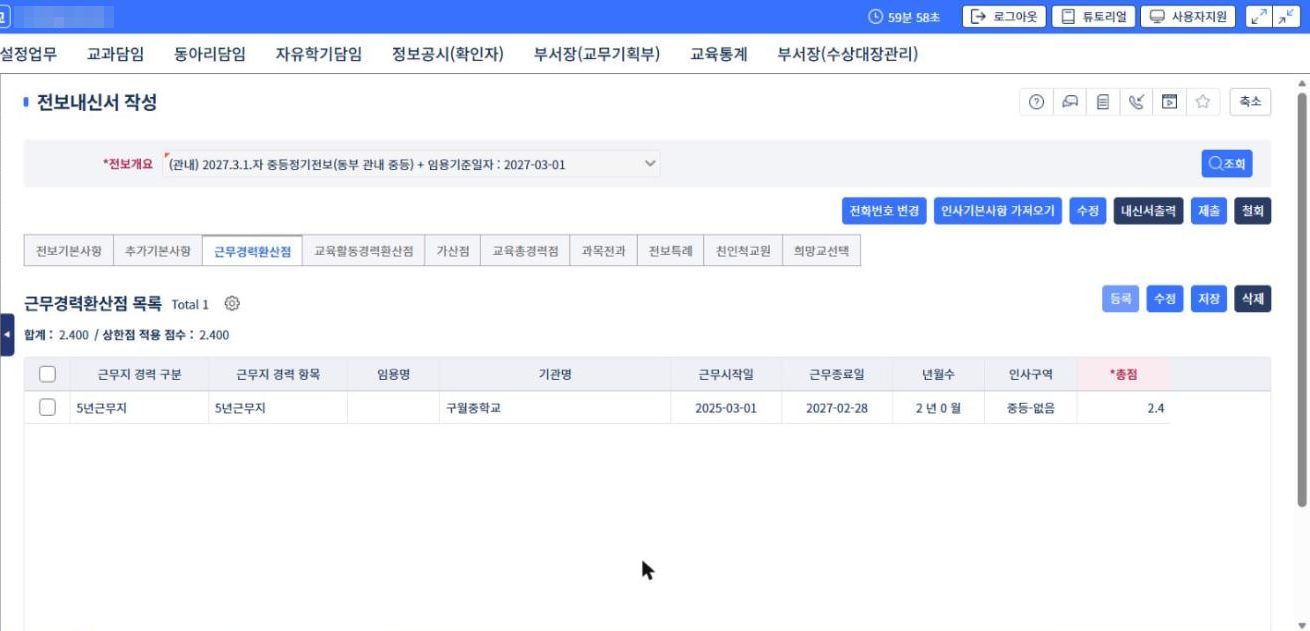 59분 58초 로그아웃 튜토리얼 사용자지원
설정업무 교과담임 동아리담임 자유학기담임 정보공시(확인자) 부서장(교무기획부) 교육통계 부서장(수상대장관리)
전보내신서 작성 축소
*전보개요 (관내) 2027.3.1.자 중등정기전보(동부 관내 중등) + 임용기준일자 : 2027-03-01 조회
전화번호 변경 인사기본사항 가져오기 수정 내신서출력 제출 철회
전보기본사항 추가기본사항 근무경력환산점 교육활동경력환산점 가산점 교육총경력점 과목전과 전보특례 친인척교원 희망교선택
근무경력환산점 목록 Total 1 등록 수정 저장 삭제
합계 : 2.400 / 상한점 적용 점수 : 2.400
근무지 경력 구분 근무지 경력 항목 임용명 기관명 근무시작일 근무종료일 년월수 인사구역 *총점
5년근무지 5년근무지 구월중학교 2025-03-01 2027-02-28 2 년 0 월 중등-없음 2.4